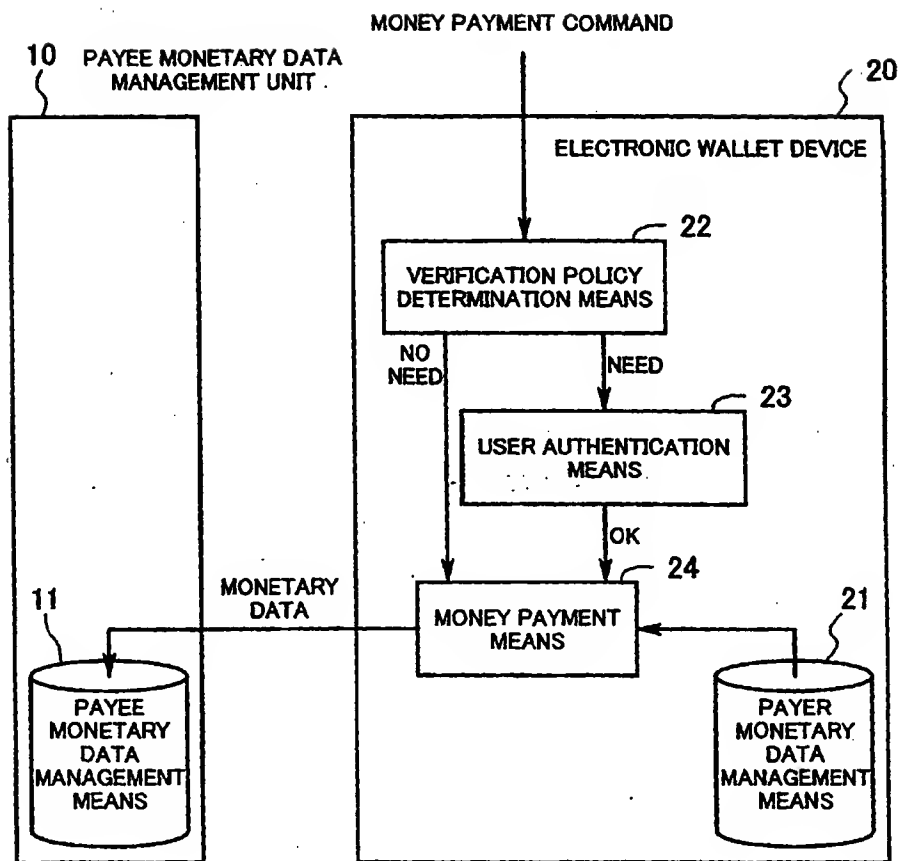 MONEY PAYMENT COMMAND
10
PAYEE MONETARY DATA
MANAGEMENT UNIT
20
ELECTRONIC WALLET DEVICE
22
VERIFICATION POLICY
DETERMINATION MEANS
NO
NEED
NEED
23
USER AUTHENTICATION
MEANS
OK
24
MONETARY
DATA
MONEY PAYMENT
MEANS
11
21
PAYEE
MONETARY
DATA
MANAGEMENT
MEANS
PAYER
MONETARY
DATA
MANAGEMENT
MEANS